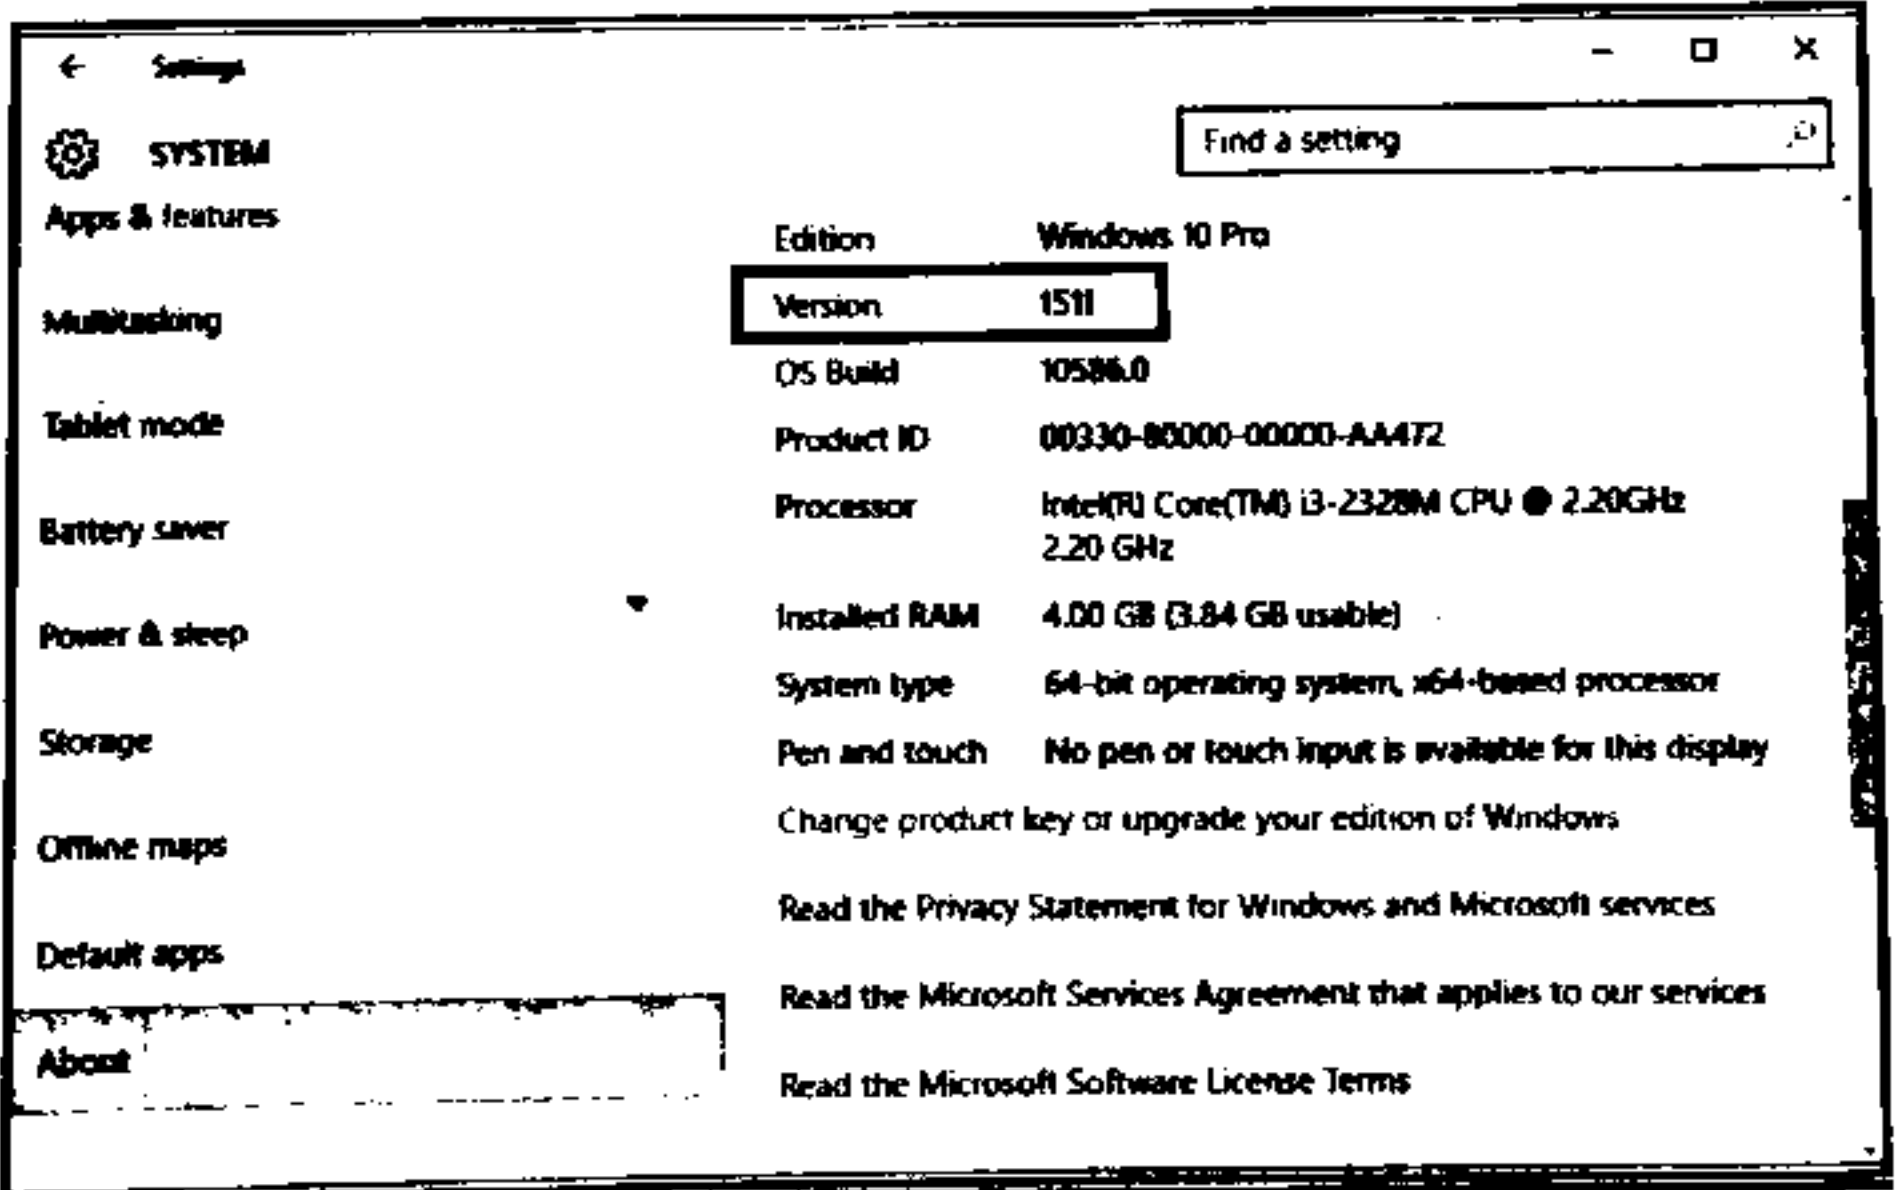 Settings
SYSTEM
Find a setting
Apps & features
Multitasking
Tablet mode
Battery saver
Power & sleep
Storage
Offline maps
Default apps
About
Edition Windows 10 Pro
Version 1511
OS Build 10586.0
Product ID 00330-80000-00000-AA472
Processor Intel(R) Core(TM) i3-2328M CPU @ 2.20GHz
2.20 GHz
Installed RAM 4.00 GB (3.84 GB usable)
System type 64-bit operating system, x64-based processor
Pen and touch No pen or touch input is available for this display
Change product key or upgrade your edition of Windows
Read the Privacy Statement for Windows and Microsoft services
Read the Microsoft Services Agreement that applies to our services
Read the Microsoft Software License Terms